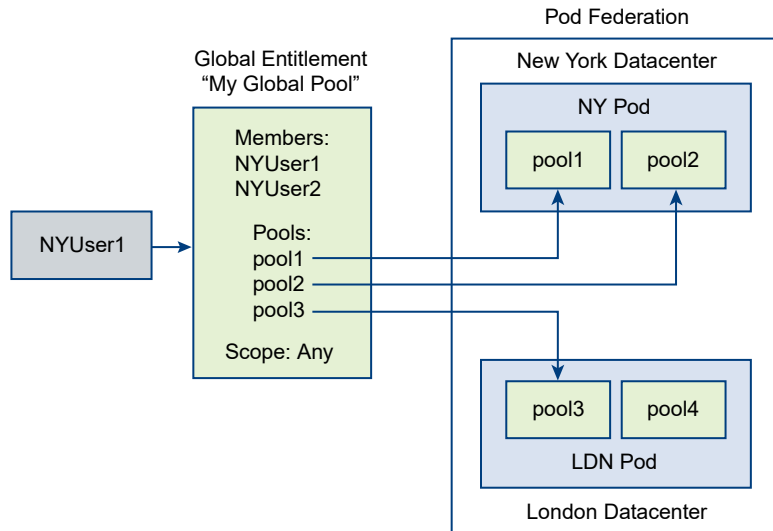 Pod Federation
Global Entitlement
“My Global Pool”
New York Datacenter
NY Pod
pool1
pool2
Members:
NYUser1
NYUser2
NYUser1
Pools:
pool1
pool2
pool3
Scope: Any
pool3
pool4
LDN Pod
London Datacenter